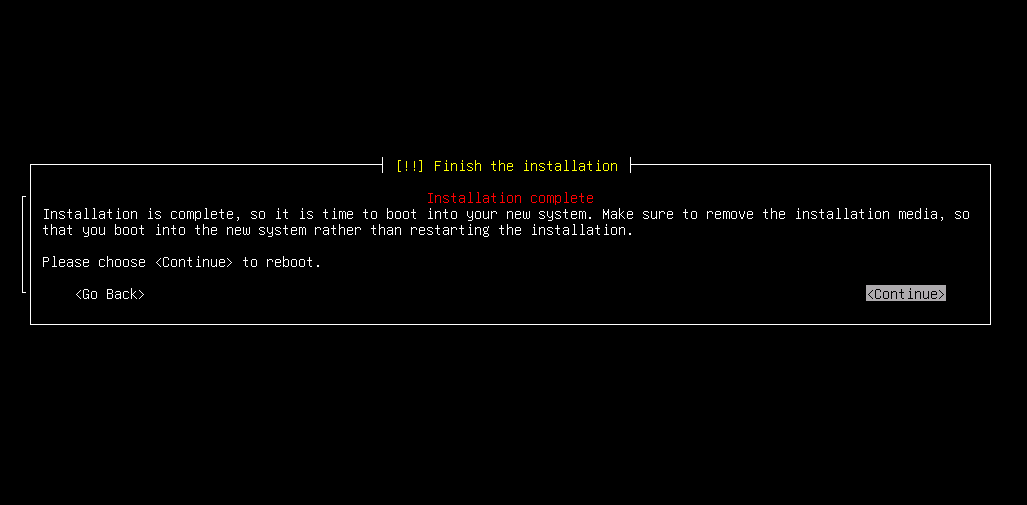 [!!] Finish the installation
Installation complete
Installation is complete, so it is time to boot into your new system. Make sure to remove the installation media, so
that you boot into the new system rather than restarting the installation.
Please choose <Continue> to reboot.
<Go Back> <Continue>